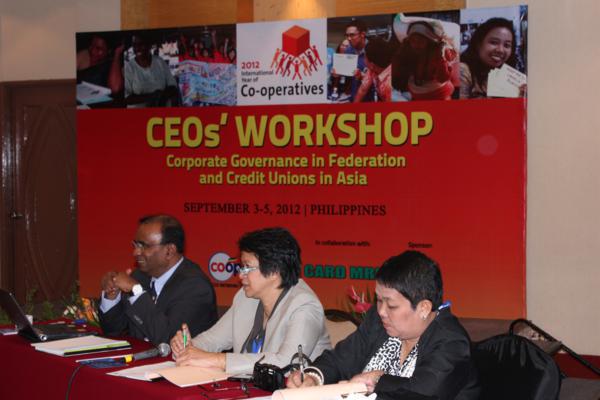 2012
International
Year of
Co-operatives
CEOs' WORKSHOP
Corporate Governance in Federation
and Credit Unions in Asia
SEPTEMBER 3-5, 2012 | PHILIPPINES
In collaboration with:
Sponsor:
CARD MR